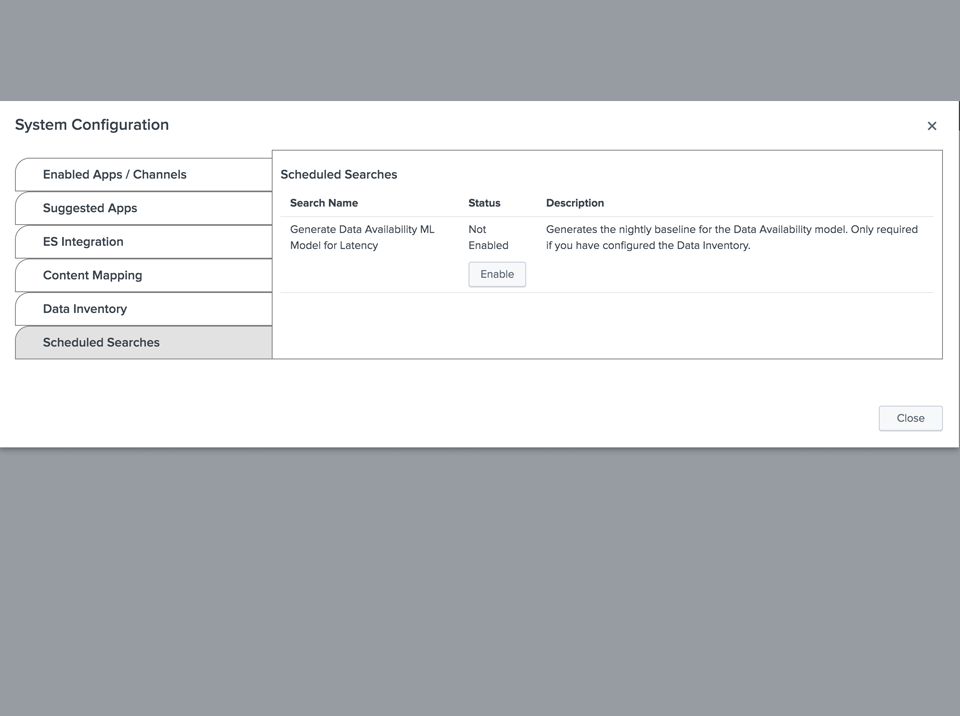 System Configuration
×
Enabled Apps / Channels
Suggested Apps
ES Integration
Content Mapping
Data Inventory
Scheduled Searches
Scheduled Searches
Search Name Status Description
Generate Data Availability ML Not Generates the nightly baseline for the Data Availability model. Only required
Model for Latency Enabled if you have configured the Data Inventory.
Enable
Close